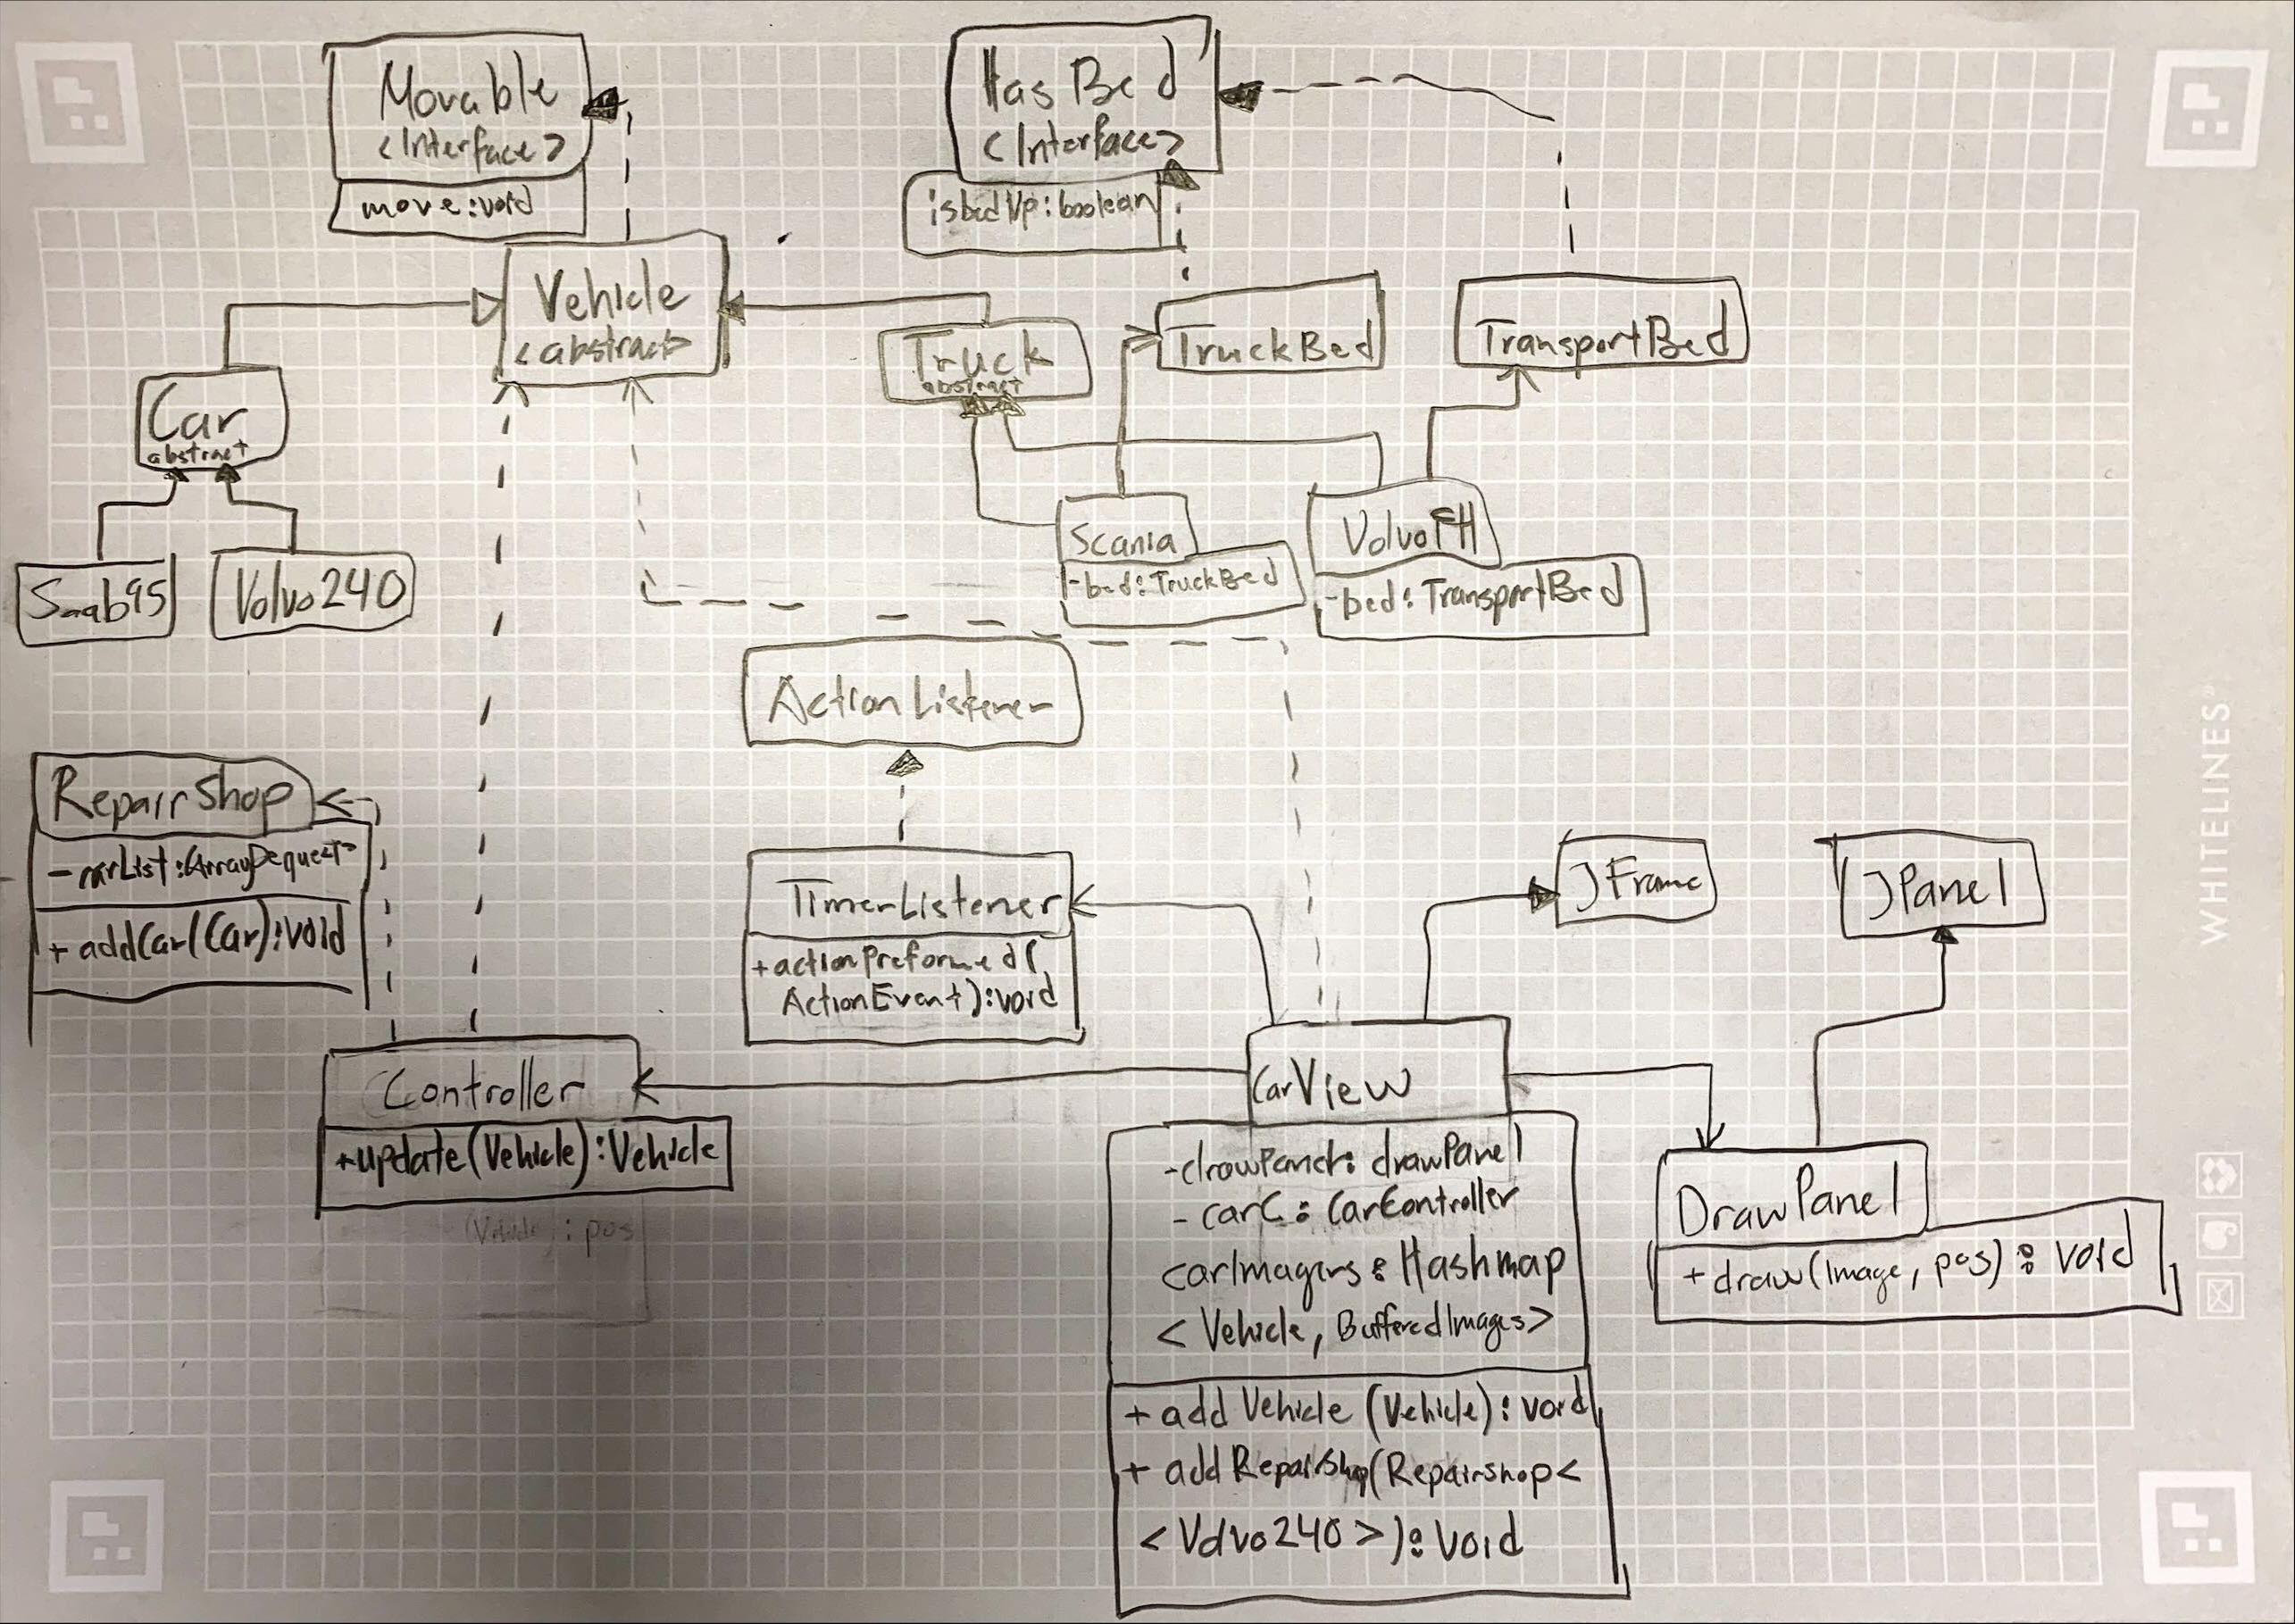 Movable
<Interface>
move:void
HasBed
<Interface>
isbedUp:boolean
Vehicle
<abstract>
Truck
abstract
TruckBed
TransportBed
Car
abstract
Saab95
Volvo240
Scania
-bed:TruckBed
VolvoFH
-bed:TransportBed
ActionListener
RepairShop
-carList:ArrayDeque<T>
+addCar(Car):void
TimerListener
+actionPreformed(
ActionEvent):void
JFrame
JPanel
Controller
+update(Vehicle):Vehicle
(Vehicle):pos
CarView
-drawPanel: drawPanel
-carC: CarController
carImages: Hashmap
<Vehicle, BufferedImages>
+ add Vehicle (Vehicle): void
+ add RepairShop(Repairshop<
<Volvo240>): void
DrawPanel
+draw(Image, pos): void
WHITELINES®